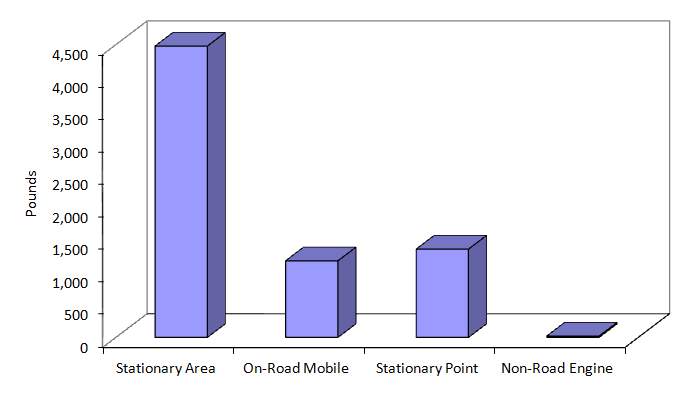 4,500
4,000
3,500
3,000
2,500
2,000
1,500
1,000
500
0
Pounds
Stationary Area
On-Road Mobile
Stationary Point
Non-Road Engine